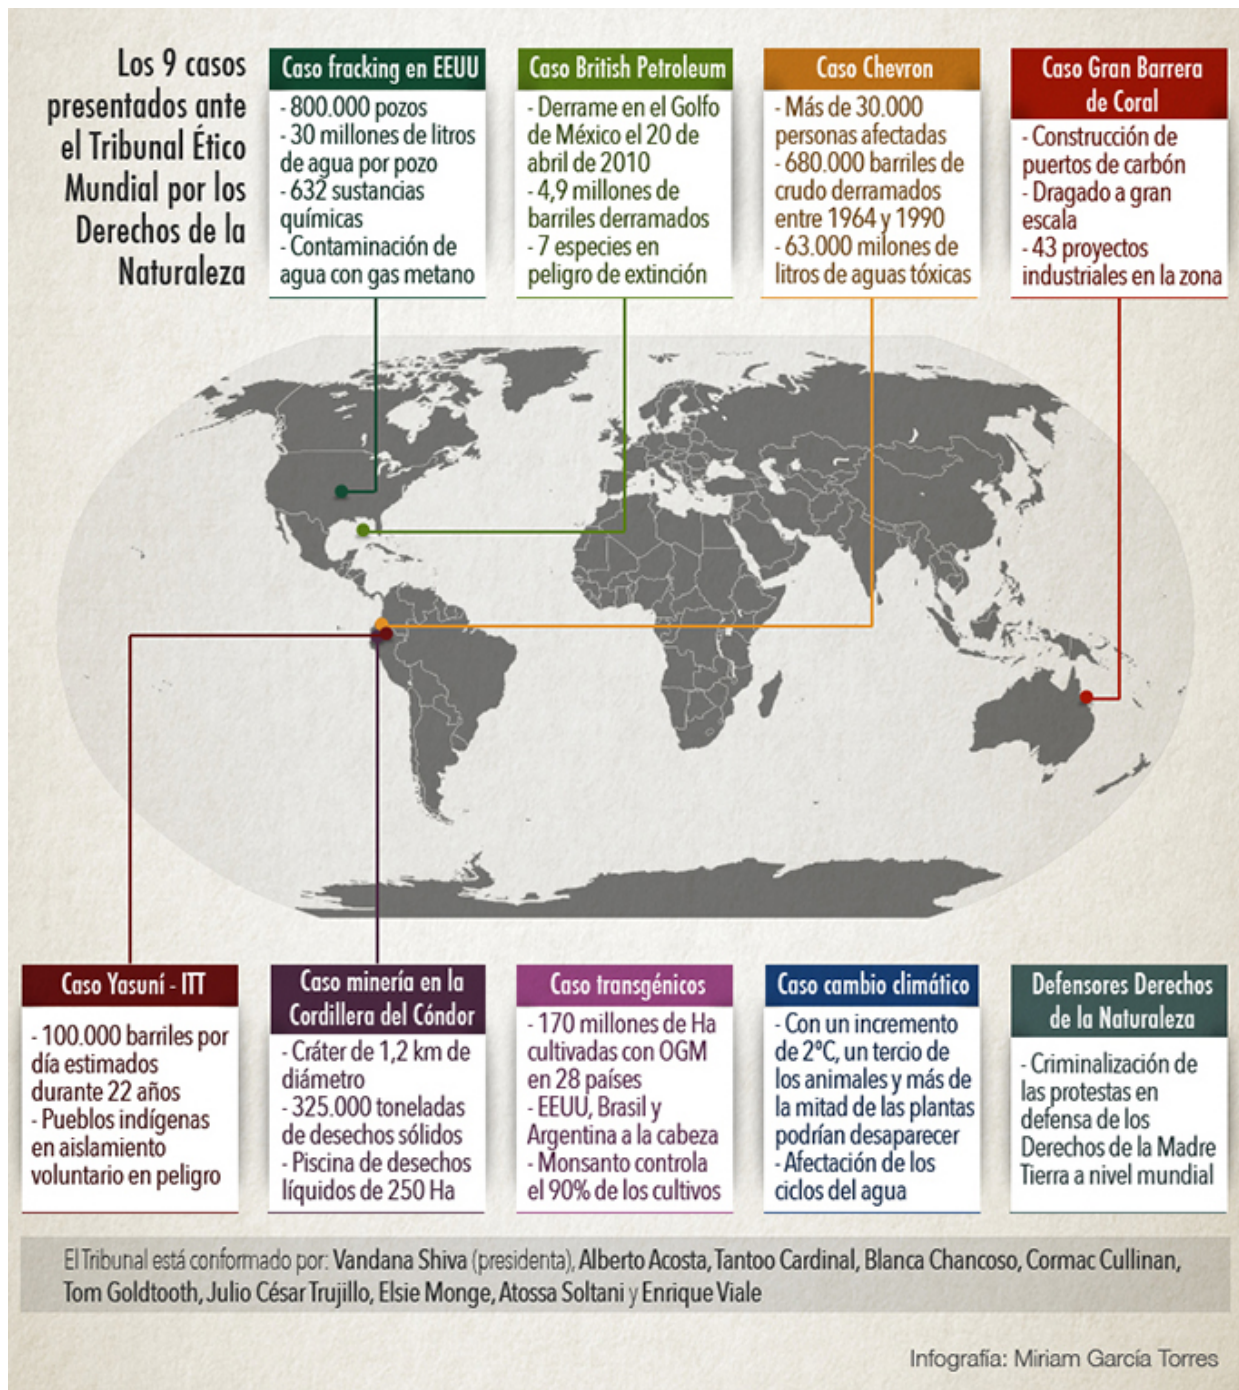 Los 9 casos
presentados ante
el Tribunal Ético
Mundial por los
Derechos de la
Naturaleza
Caso fracking en EEUU
- 800.000 pozos
- 30 millones de litros
de agua por pozo
- 632 sustancias
químicas
- Contaminación de
agua con gas metano
Caso British Petroleum
- Derrame en el Golfo
de México el 20 de
abril de 2010
- 4,9 millones de
barriles derramados
- 7 especies en
peligro de extinción
Caso Chevron
- Más de 30.000
personas afectadas
- 680.000 barriles de
crudo derramados
entre 1964 y 1990
- 63.000 milones de
litros de aguas tóxicas
Caso Gran Barrera
de Coral
- Construcción de
puertos de carbón
- Dragado a gran
escala
- 43 proyectos
industriales en la zona
Caso Yasuní - ITT
- 100.000 barriles por
día estimados
durante 22 años
- Pueblos indígenas
en aislamiento
voluntario en peligro
Caso minería en la
Cordillera del Cóndor
- Cráter de 1,2 km de
diámetro
- 325.000 toneladas
de desechos sólidos
- Piscina de desechos
líquidos de 250 Ha
Caso transgénicos
- 170 millones de Ha
cultivadas con OGM
en 28 países
- EEUU, Brasil y
Argentina a la cabeza
- Monsanto controla
el 90% de los cultivos
Caso cambio climático
- Con un incremento
de 2ºC, un tercio de
los animales y más de
la mitad de las plantas
podrían desaparecer
- Afectación de los
ciclos del agua
Defensores Derechos
de la Naturaleza
- Criminalización de
las protestas en
defensa de los
Derechos de la Madre
Tierra a nivel mundial
El Tribunal está conformado por: Vandana Shiva (presidenta), Alberto Acosta, Tantoo Cardinal, Blanca Chancoso, Cormac Cullinan,
Tom Goldtooth, Julio César Trujillo, Elsie Monge, Atossa Soltani y Enrique Viale
Infografía: Miriam García Torres